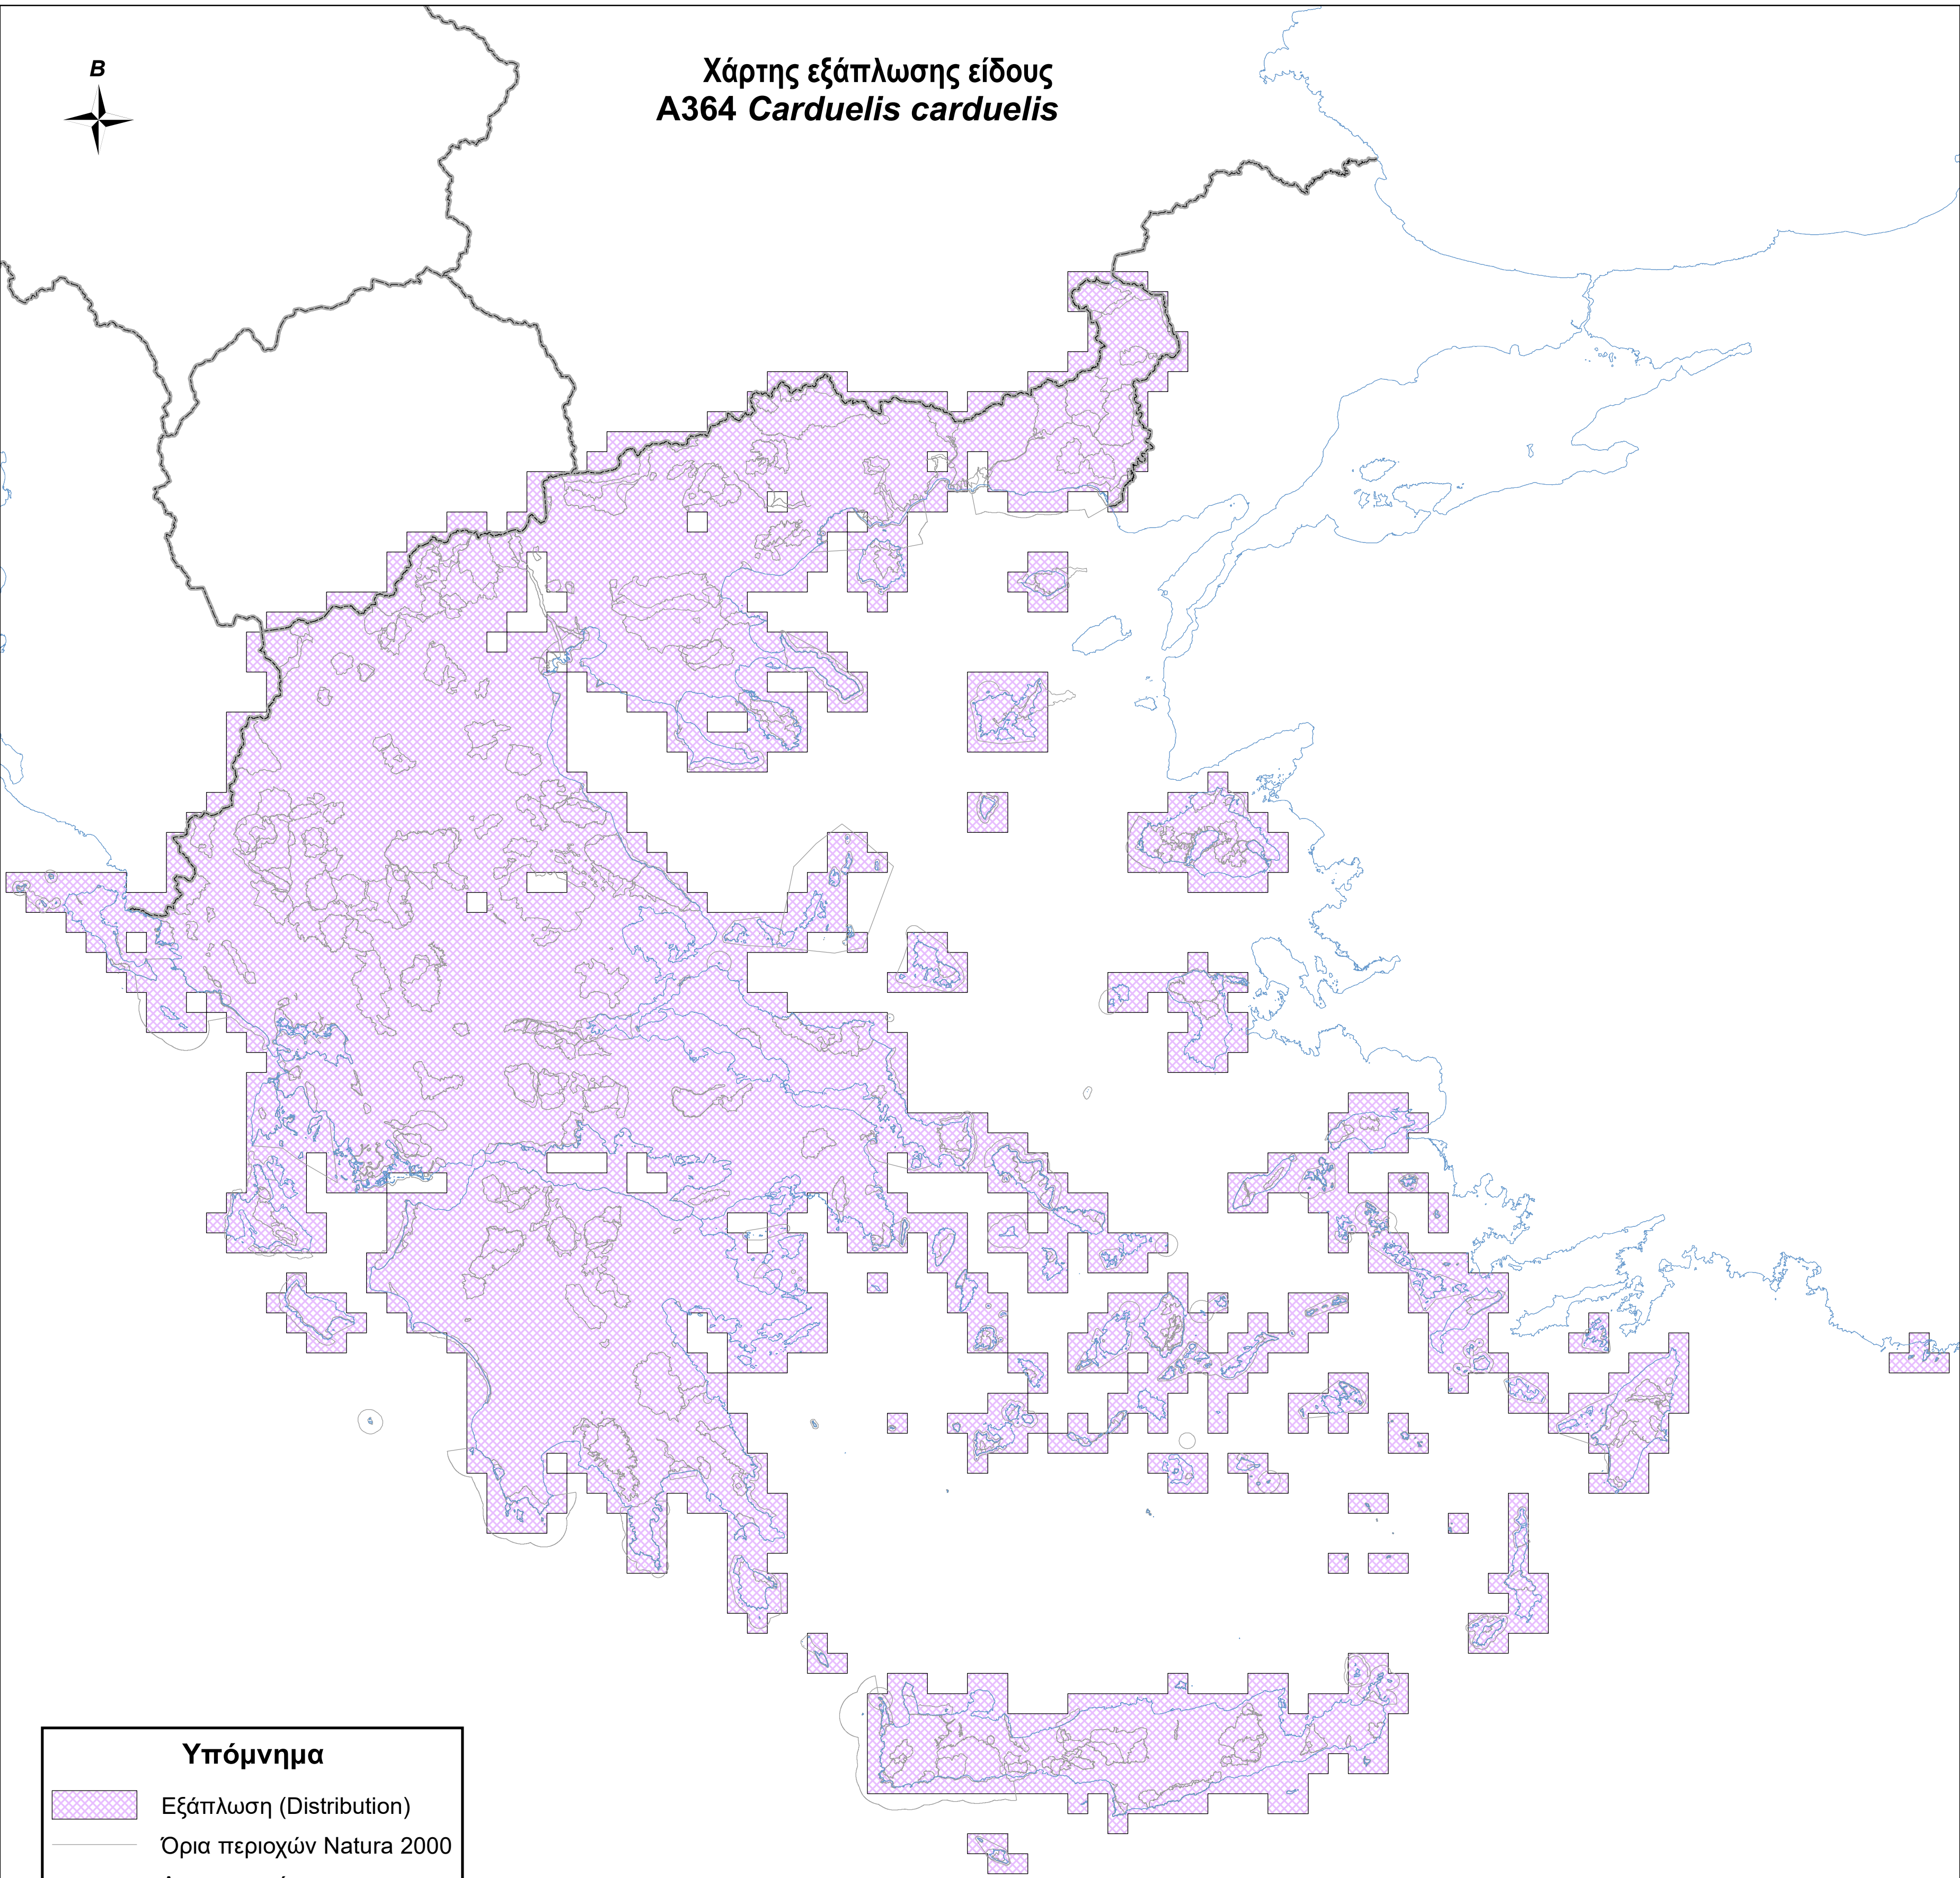 Β
Χάρτης εξάπλωσης είδους
A364 Carduelis carduelis
Υπόμνημα
Εξάπλωση (Distribution)
Όρια περιοχών Natura 2000